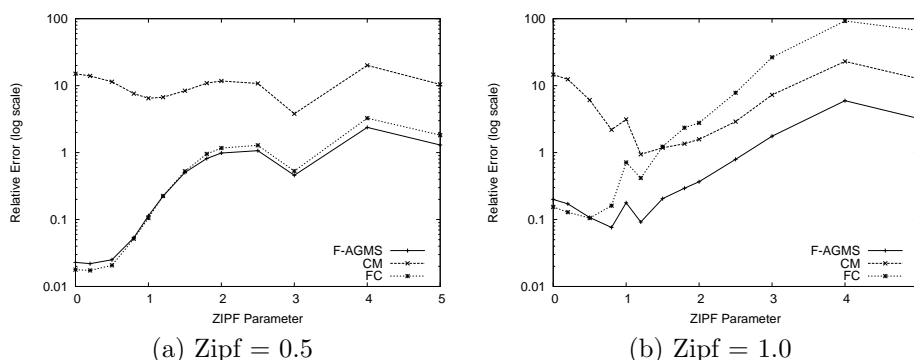 100
10
1
0.1
0.01
0 1 2 3 4 5
Relative Error (log scale)
ZIPF Parameter
F-AGMS
CM
FC
(a) Zipf = 0.5
100
10
1
0.1
0.01
0 1 2 3 4
Relative Error (log scale)
ZIPF Parameter
F-AGMS
CM
FC
(b) Zipf = 1.0